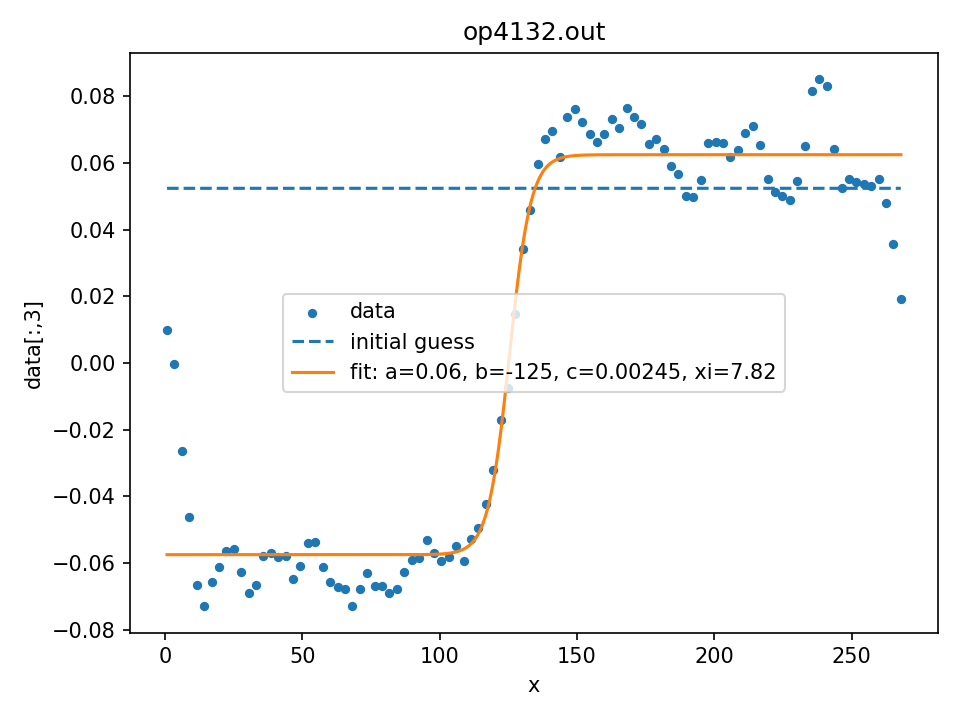 op4132.out
0.08
0.06
0.04
0.02
0.00
−0.02
−0.04
−0.06
−0.08
data[:,3]
data
initial guess
fit: a=0.06, b=-125, c=0.00245, xi=7.82
0 50 100 150 200 250
x